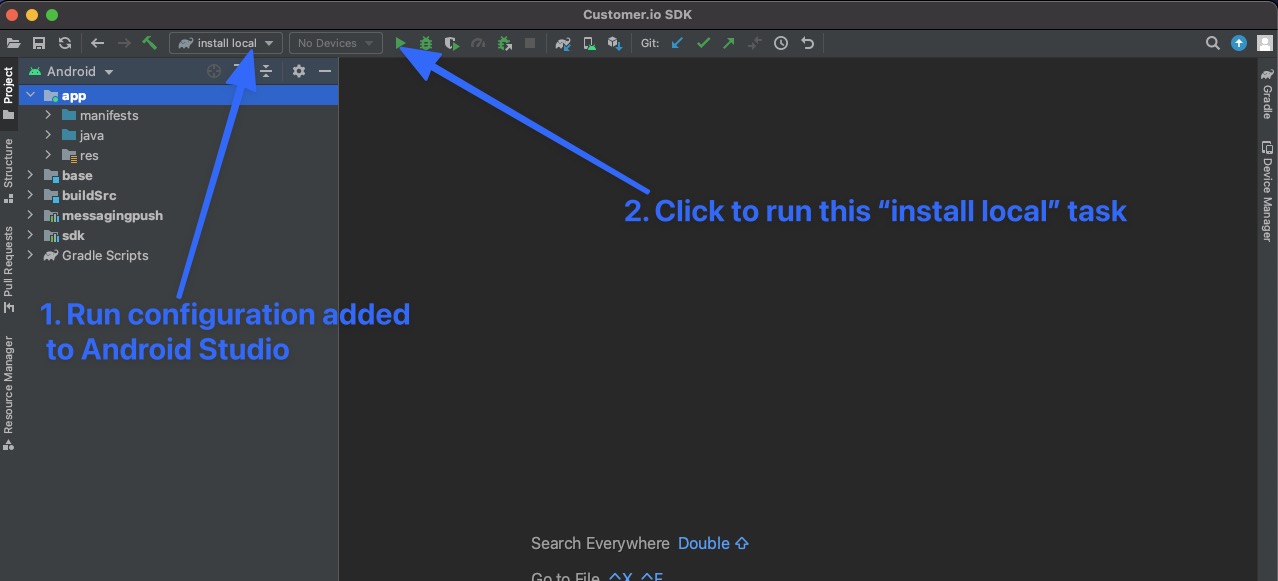 Customer.io SDK
install local
No Devices
Git:
Project
Android
app
manifests
java
res
base
buildSrc
messagingpush
sdk
Gradle Scripts
Structure
Pull Requests
Resource Manager
Gradle
Device Manager
1. Run configuration added
to Android Studio
2. Click to run this “install local” task
Search Everywhere Double ⇧
Go to File ^X ^F